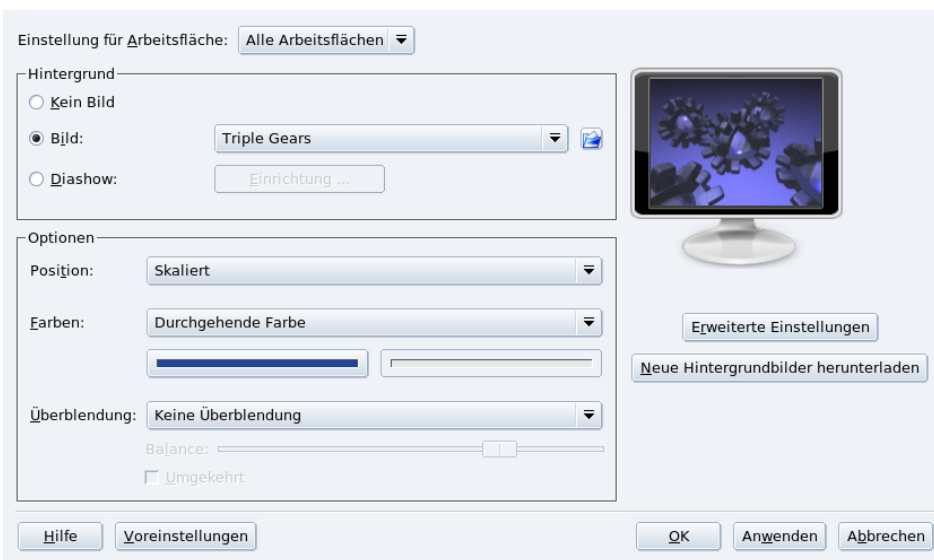 Einstellung für Arbeitsfläche: Alle Arbeitsflächen
Hintergrund
Kein Bild
Bild: Triple Gears
Diashow: Einrichtung ...
Optionen
Position: Skaliert
Farben: Durchgehende Farbe
Überblendung: Keine Überblendung
Balance:
Umgekehrt
Erweiterte Einstellungen
Neue Hintergrundbilder herunterladen
Hilfe Voreinstellungen OK Anwenden Abbrechen